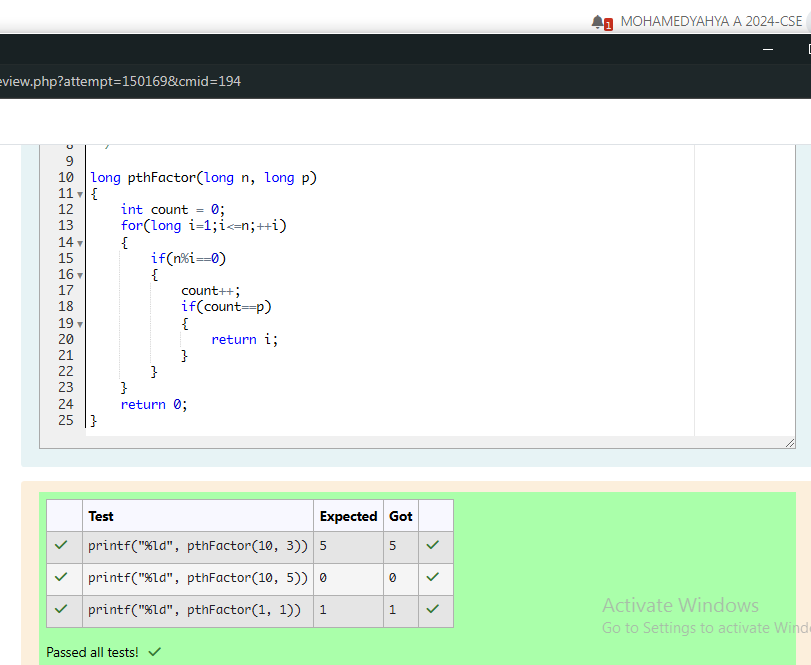 1 MOHAMEDYAHYA A 2024-CSE
eview.php?attempt=150169&cmid=194
9
10 long pthFactor(long n, long p)
11 {
12 int count = 0;
13 for(long i=1;i<=n;++i)
14 {
15 if(n%i==0)
16 {
17 count++;
18 if(count==p)
19 {
20 return i;
21 }
22 }
23 }
24 return 0;
25 }
Test Expected Got
printf("%ld", pthFactor(10, 3)) 5 5
printf("%ld", pthFactor(10, 5)) 0 0
printf("%ld", pthFactor(1, 1)) 1 1
Activate Windows
Go to Settings to activate Wind
Passed all tests!